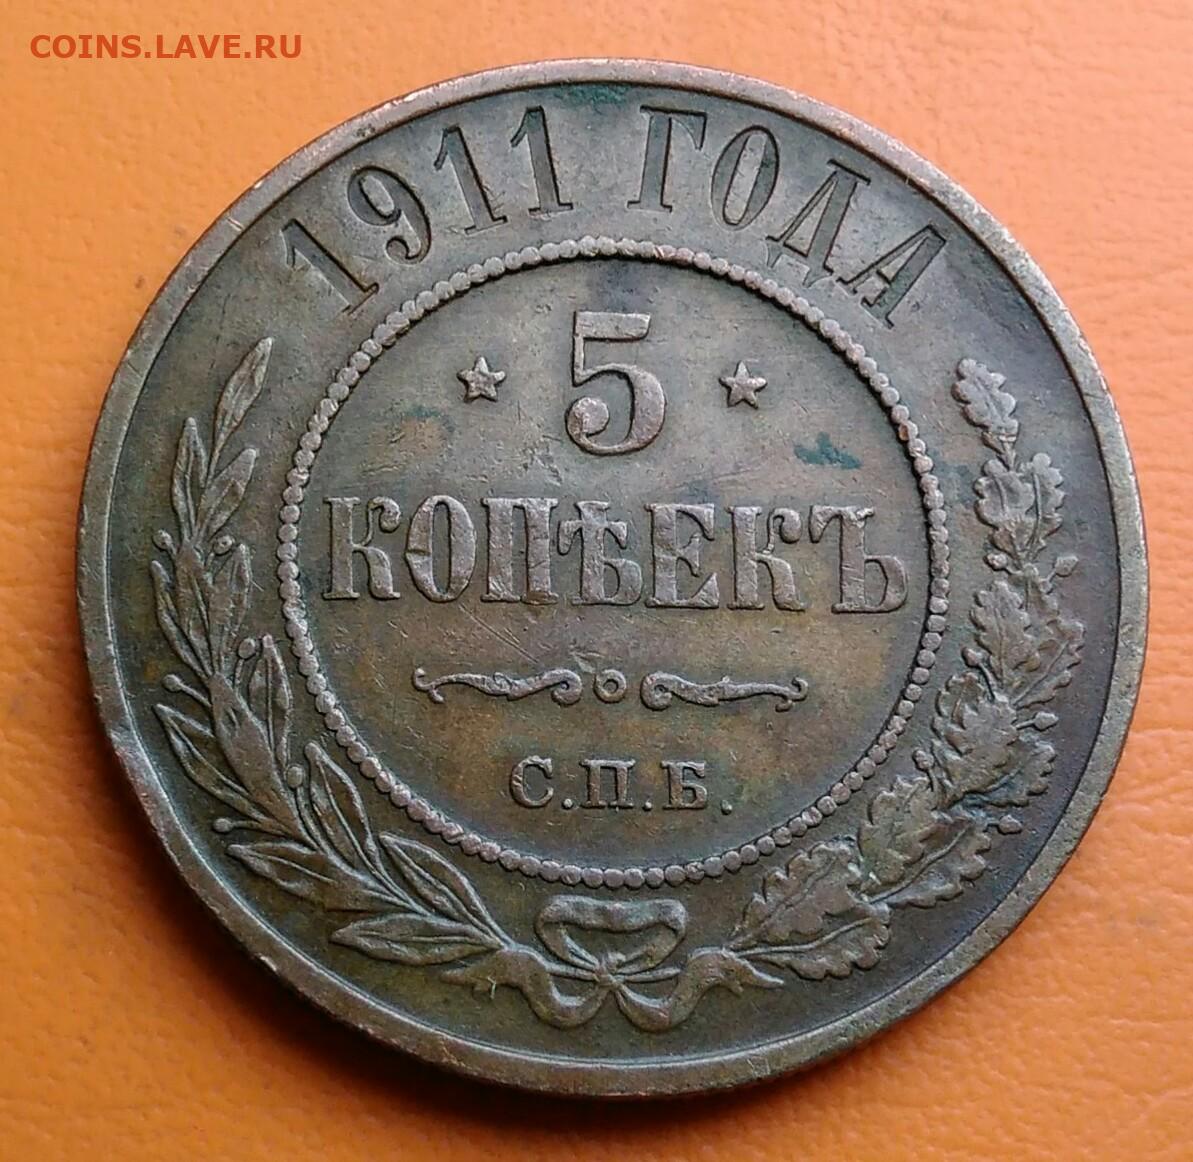 COINS.LAVE.RU
1911 ГОДА
5
КОПѢЕКЪ
С.П.Б.